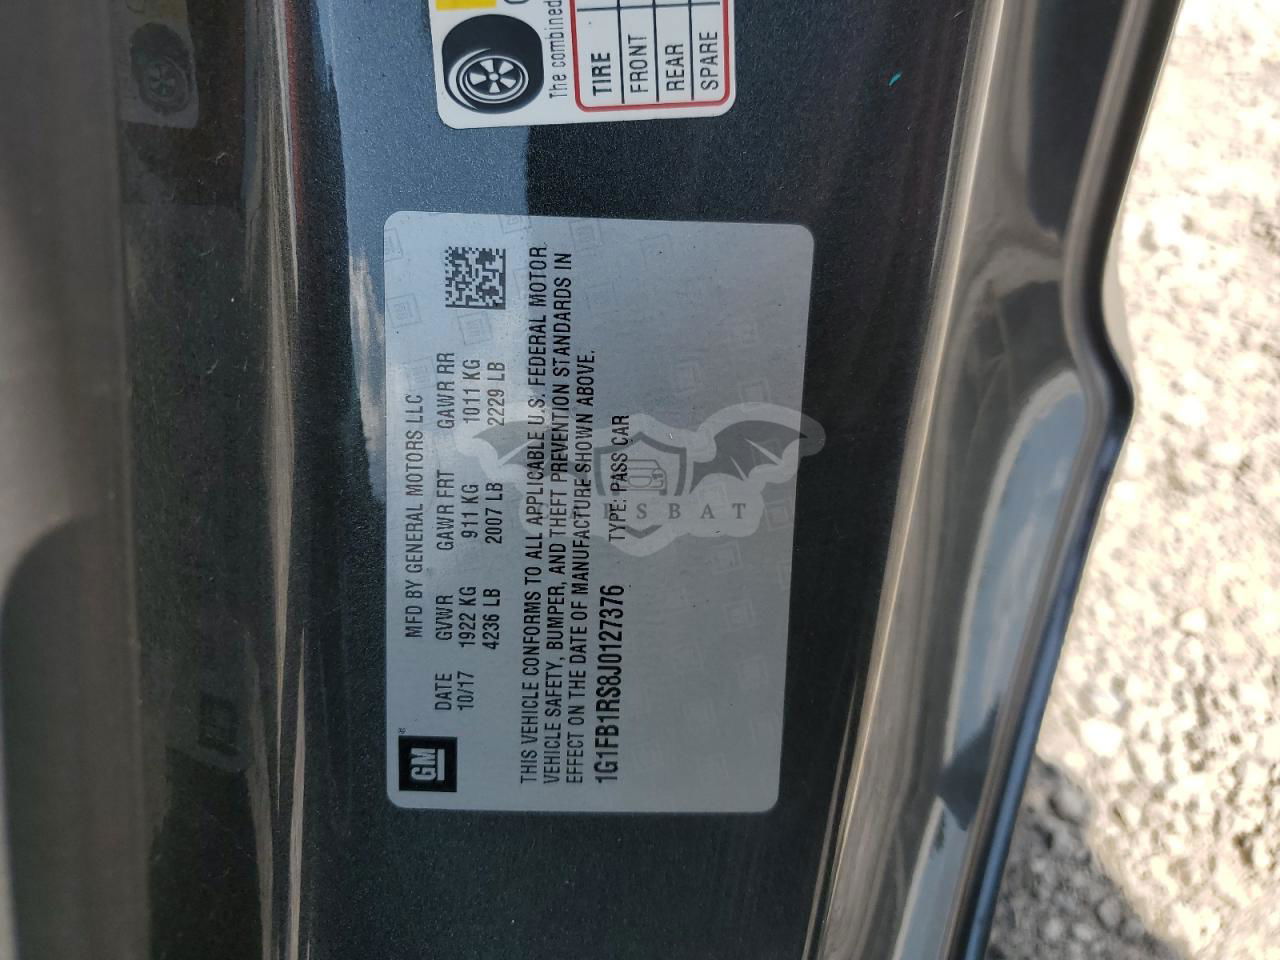 The combined
TIRE
FRONT
REAR
SPARE
GM
MFD BY GENERAL MOTORS LLC
DATE GVWR GAWR FRT GAWR RR
10/17 1922 KG 911 KG 1011 KG
4236 LB 2007 LB 2229 LB
THIS VEHICLE CONFORMS TO ALL APPLICABLE U.S. FEDERAL MOTOR
VEHICLE SAFETY, BUMPER, AND THEFT PREVENTION STANDARDS IN
EFFECT ON THE DATE OF MANUFACTURE SHOWN ABOVE.
1G1FB1RS8J0127376 TYPE: PASS CAR